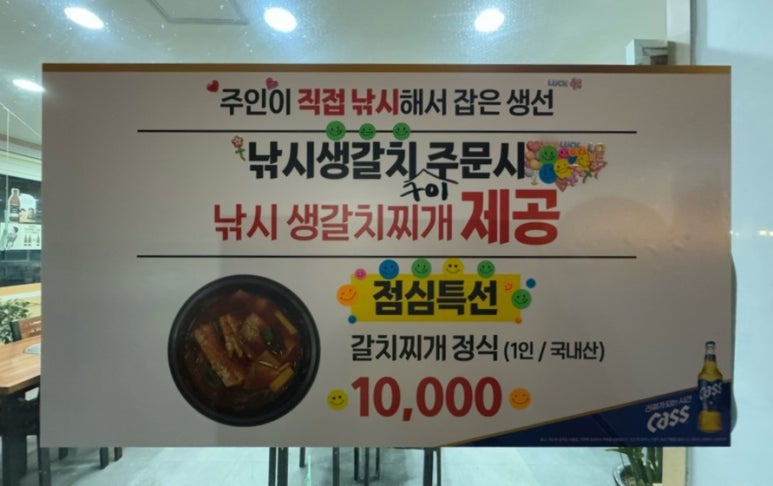 LUCK
주인이 직접 낚시해서 잡은 생선
낚시생갈치 구이 주문시
낚시 생갈치찌개 제공
점심특선
갈치찌개 정식 (1인 / 국내산)
10,000
cass